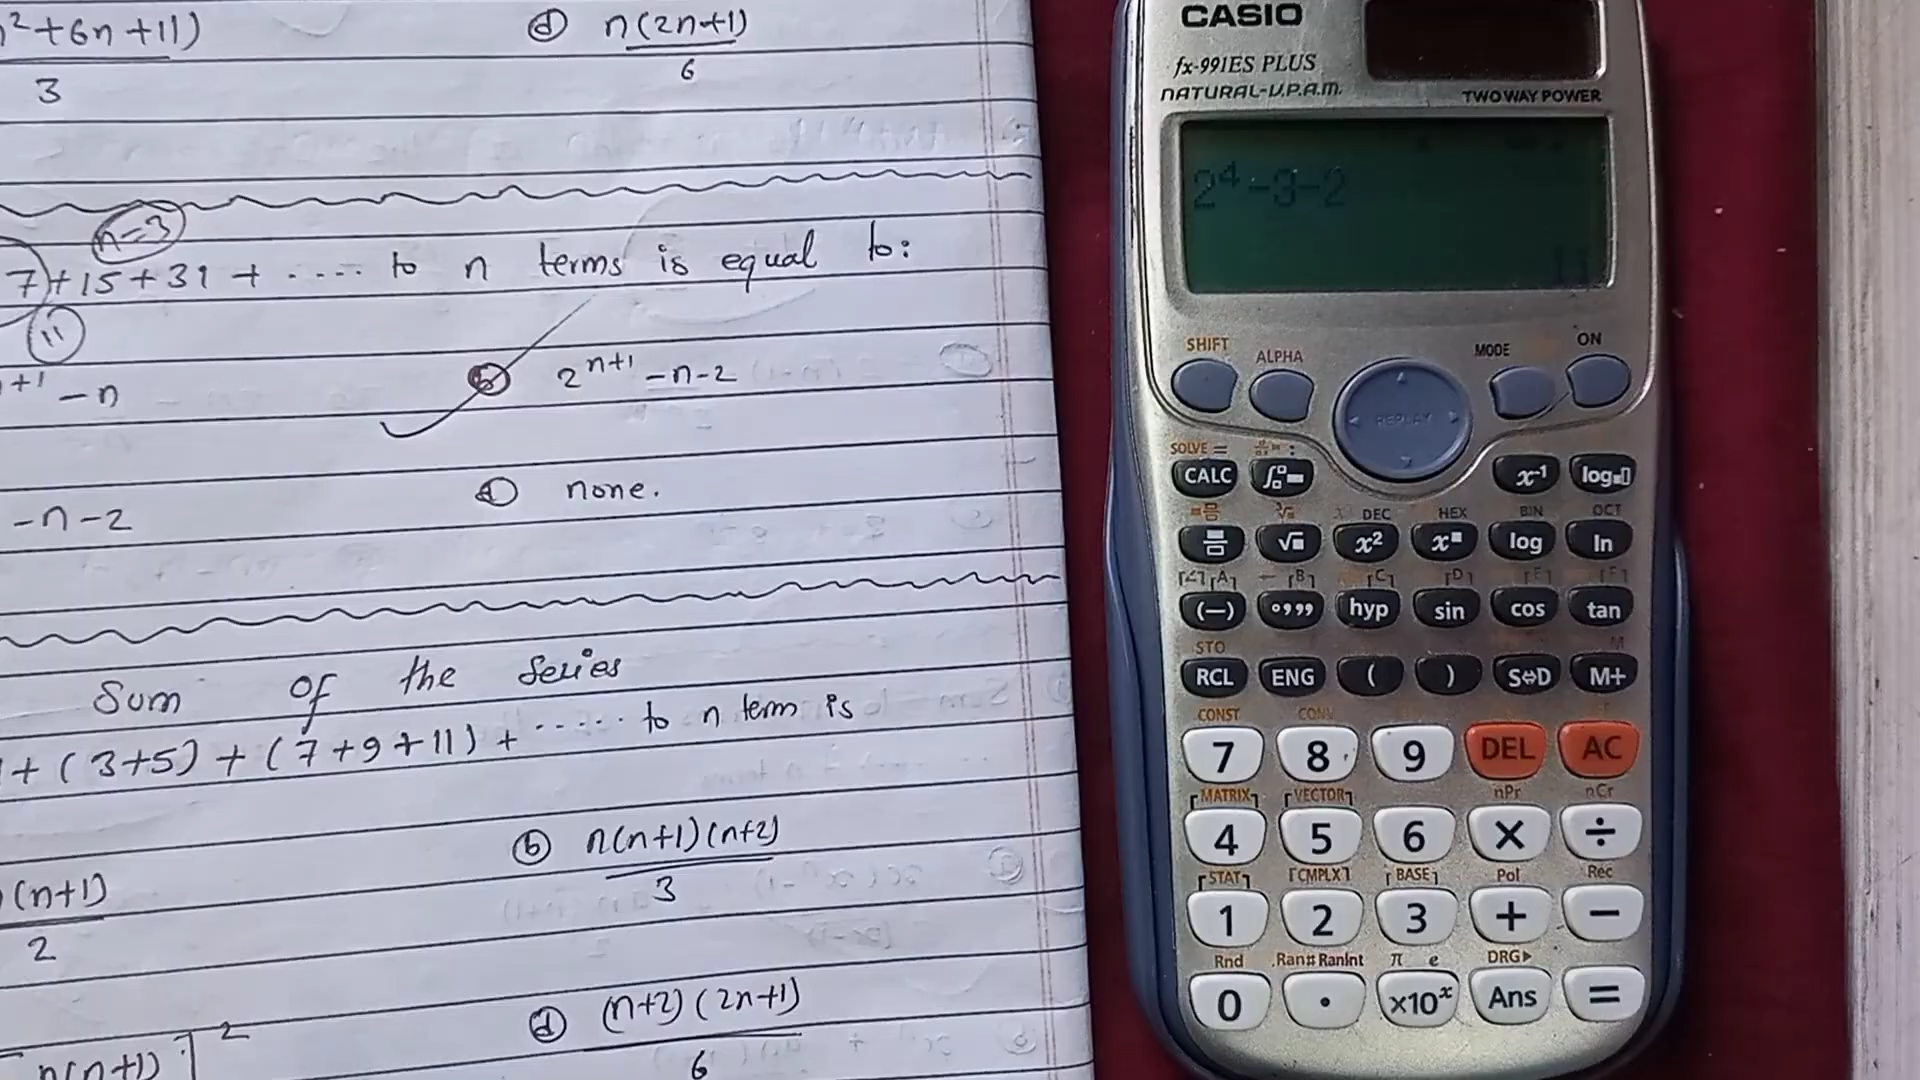 n²+6n+11)
3
d n(2n+1)
6
n=3
7+15+31+ ..... to n terms is equal to:
11
+1 -n
b 2ⁿ⁺¹ -n-2
-n-2
d none.
Sum of the series
+(3+5)+(7+9+11)+ ..... to n term is
(n+1)
2
b n(n+1)(n+2)
3
n(n+1) 2
d (n+2)(2n+1)
6
CASIO
fx-991ES PLUS
NATURAL-V.P.A.M.
TWO WAY POWER
2⁴-3-2
11
SHIFT ALPHA MODE ON
REPLAY
SOLVE =
CALC x⁻¹ log
DEC HEX BIN OCT
x² log ln
A B C D E F
(−) hyp sin cos tan
STO M
RCL ENG ( ) S⇔D M+
CONST CONV
7 8 9 DEL AC
MATRIX VECTOR nPr nCr
4 5 6 × ÷
STAT CMPLX BASE Pol Rec
1 2 3 + −
Rnd Ran# RanInt π e DRG▶
0 • ×10ˣ Ans =